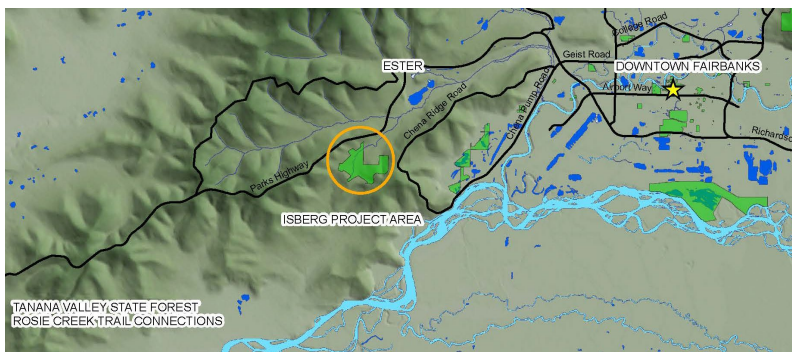 College Road
Geist Road
ESTER
DOWNTOWN FAIRBANKS
Airport Way
Chena Ridge Road
Chena Pump Road
Richardso
Parks Highway
ISBERG PROJECT AREA
TANANA VALLEY STATE FOREST
ROSIE CREEK TRAIL CONNECTIONS